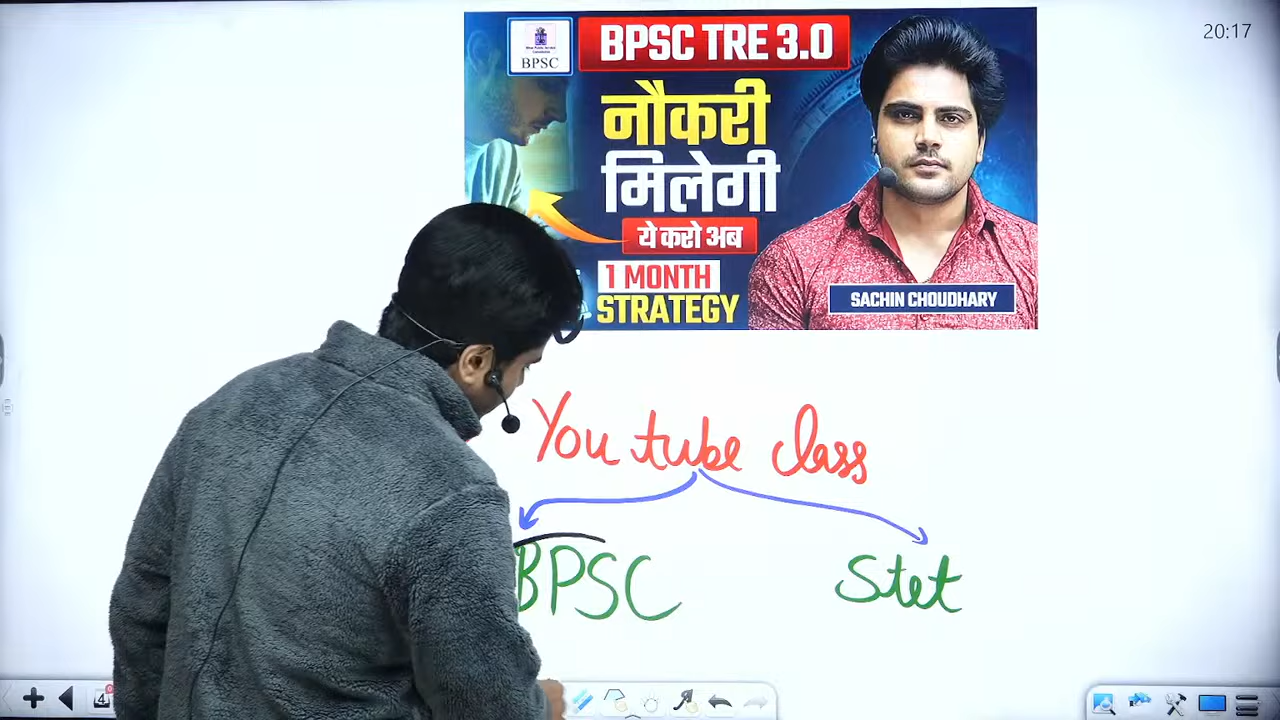 20:17
BPSC
BPSC TRE 3.0
नौकरी
मिलेगी
ये करो अब
1 MONTH
STRATEGY
SACHIN CHOUDHARY
You tube class
BPSC
Stet
4